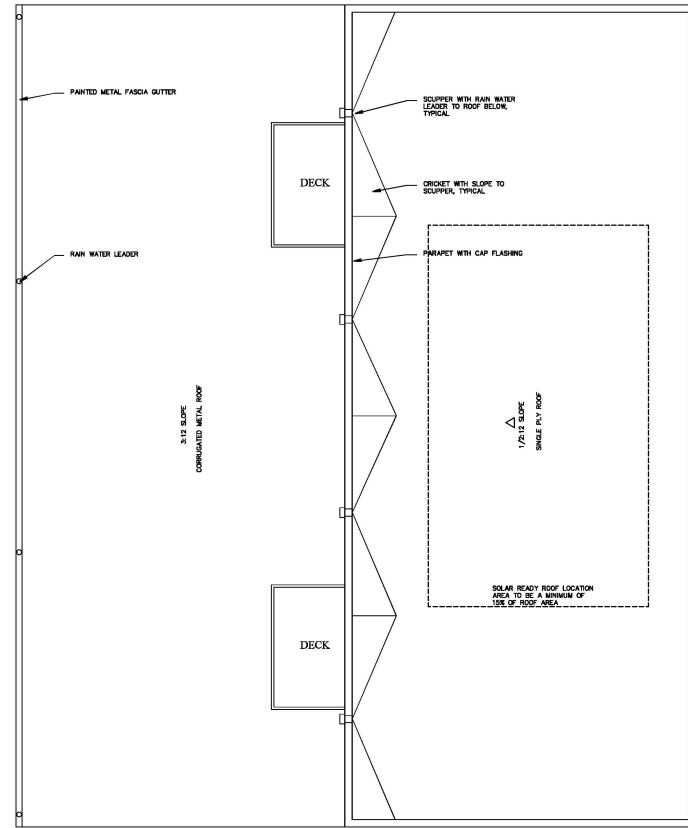 PAINTED METAL FASCIA GUTTER
SCUPPER WITH RAIN WATER
LEADER TO ROOF BELOW,
TYPICAL
DECK
CRICKET WITH SLOPE TO
SCUPPER, TYPICAL
RAIN WATER LEADER
PARAPET WITH CAP FLASHING
3:12 SLOPE
CORRUGATED METAL ROOF
1/2:12 SLOPE
SINGLE PLY ROOF
SOLAR READY ROOF LOCATION
AREA TO BE A MINIMUM OF
15% OF ROOF AREA
DECK